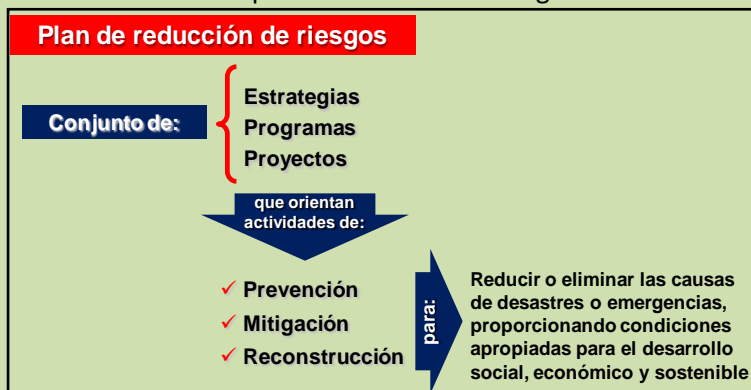 Plan de reducción de riesgos
Conjunto de:
Estrategias
Programas
Proyectos
que orientan
actividades de:
✓ Prevención
✓ Mitigación
✓ Reconstrucción
para:
Reducir o eliminar las causas
de desastres o emergencias,
proporcionando condiciones
apropiadas para el desarrollo
social, económico y sostenible